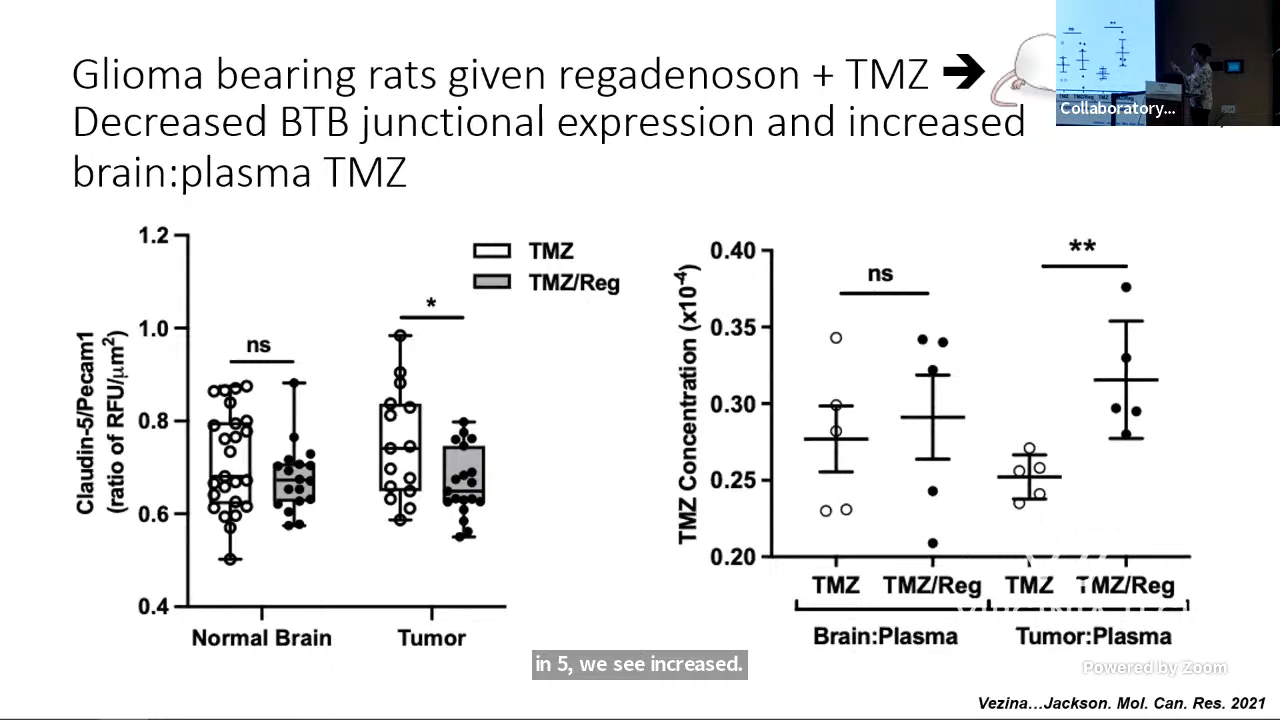 Glioma bearing rats given regadenoson + TMZ ➔
Decreased BTB junctional expression and increased
brain:plasma TMZ
Collaboratory...
1.2
1.0
0.8
0.6
0.4
Claudin-5/Pecam1
(ratio of RFU/µm²)
TMZ
TMZ/Reg
ns
*
Normal Brain
Tumor
0.40
0.35
0.30
0.25
0.20
TMZ Concentration (x10⁻⁴)
ns
**
TMZ
TMZ/Reg
TMZ
TMZ/Reg
Brain:Plasma
Tumor:Plasma
in 5, we see increased.
Powered by Zoom
Vezina...Jackson. Mol. Can. Res. 2021